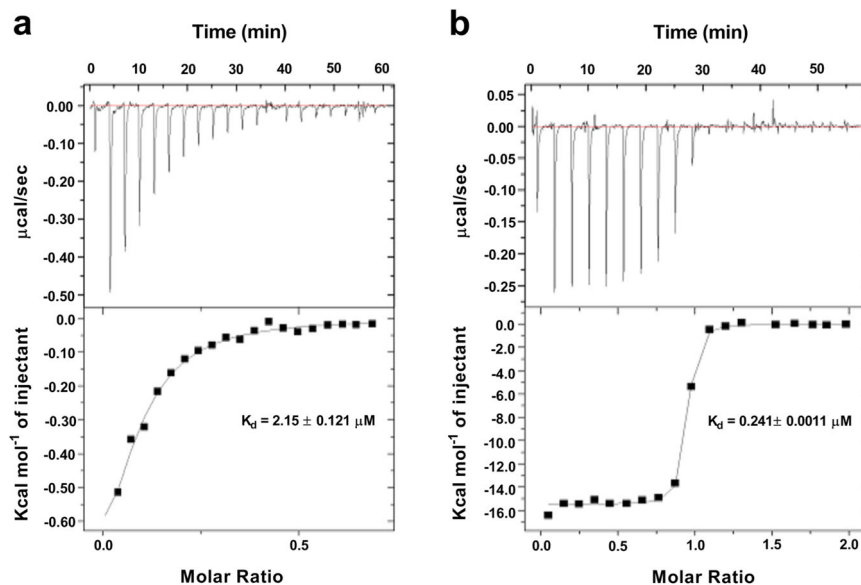 a
Time (min)
0 10 20 30 40 50 60
0.00
-0.10
-0.20
-0.30
-0.40
-0.50
μcal/sec
0.0
-0.10
-0.20
-0.30
-0.40
-0.50
-0.60
Kcal mol⁻¹ of injectant
Kd = 2.15 ± 0.121 μM
0.0 0.5
Molar Ratio
b
Time (min)
0 10 20 30 40 50
0.05
0.00
-0.05
-0.10
-0.15
-0.20
-0.25
μcal/sec
0.0
-2.0
-4.0
-6.0
-8.0
-10.0
-12.0
-14.0
-16.0
Kcal mol⁻¹ of injectant
Kd = 0.241± 0.0011 μM
0.0 0.5 1.0 1.5 2.0
Molar Ratio